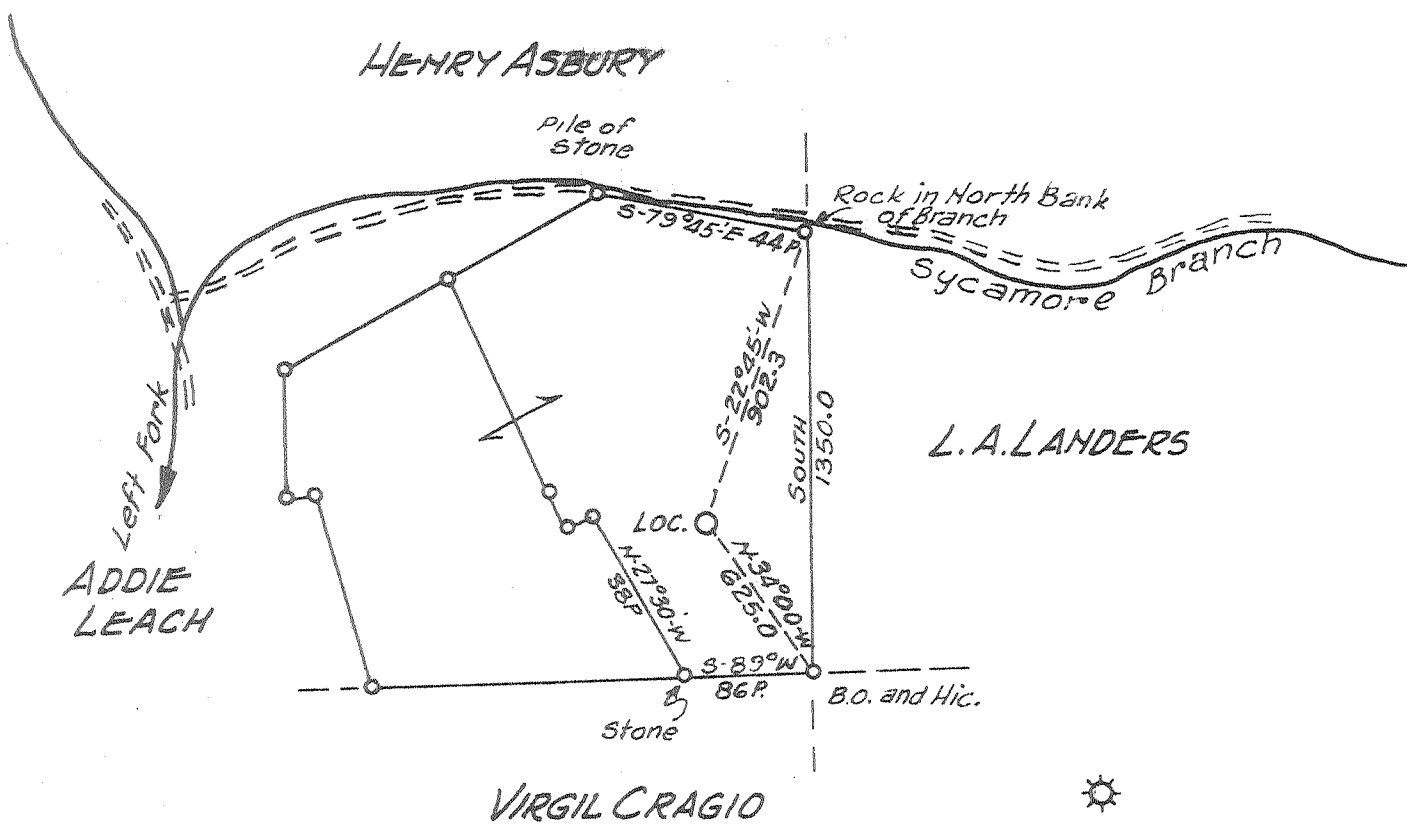 HENRY ASBURY
Pile of
Stone
Rock in North Bank
of Branch
S-79°45'-E 44P.
Sycamore Branch
S-22°45'-W
902.3
SOUTH
1350.0
L.A. LANDERS
Left Fork
LOC.
ADDIE
LEACH
N-27°30'-W
38P
N-34°00'-W
625.0
S-89°W
86P.
B.O. and Hic.
Stone
VIRGIL CRAGIO